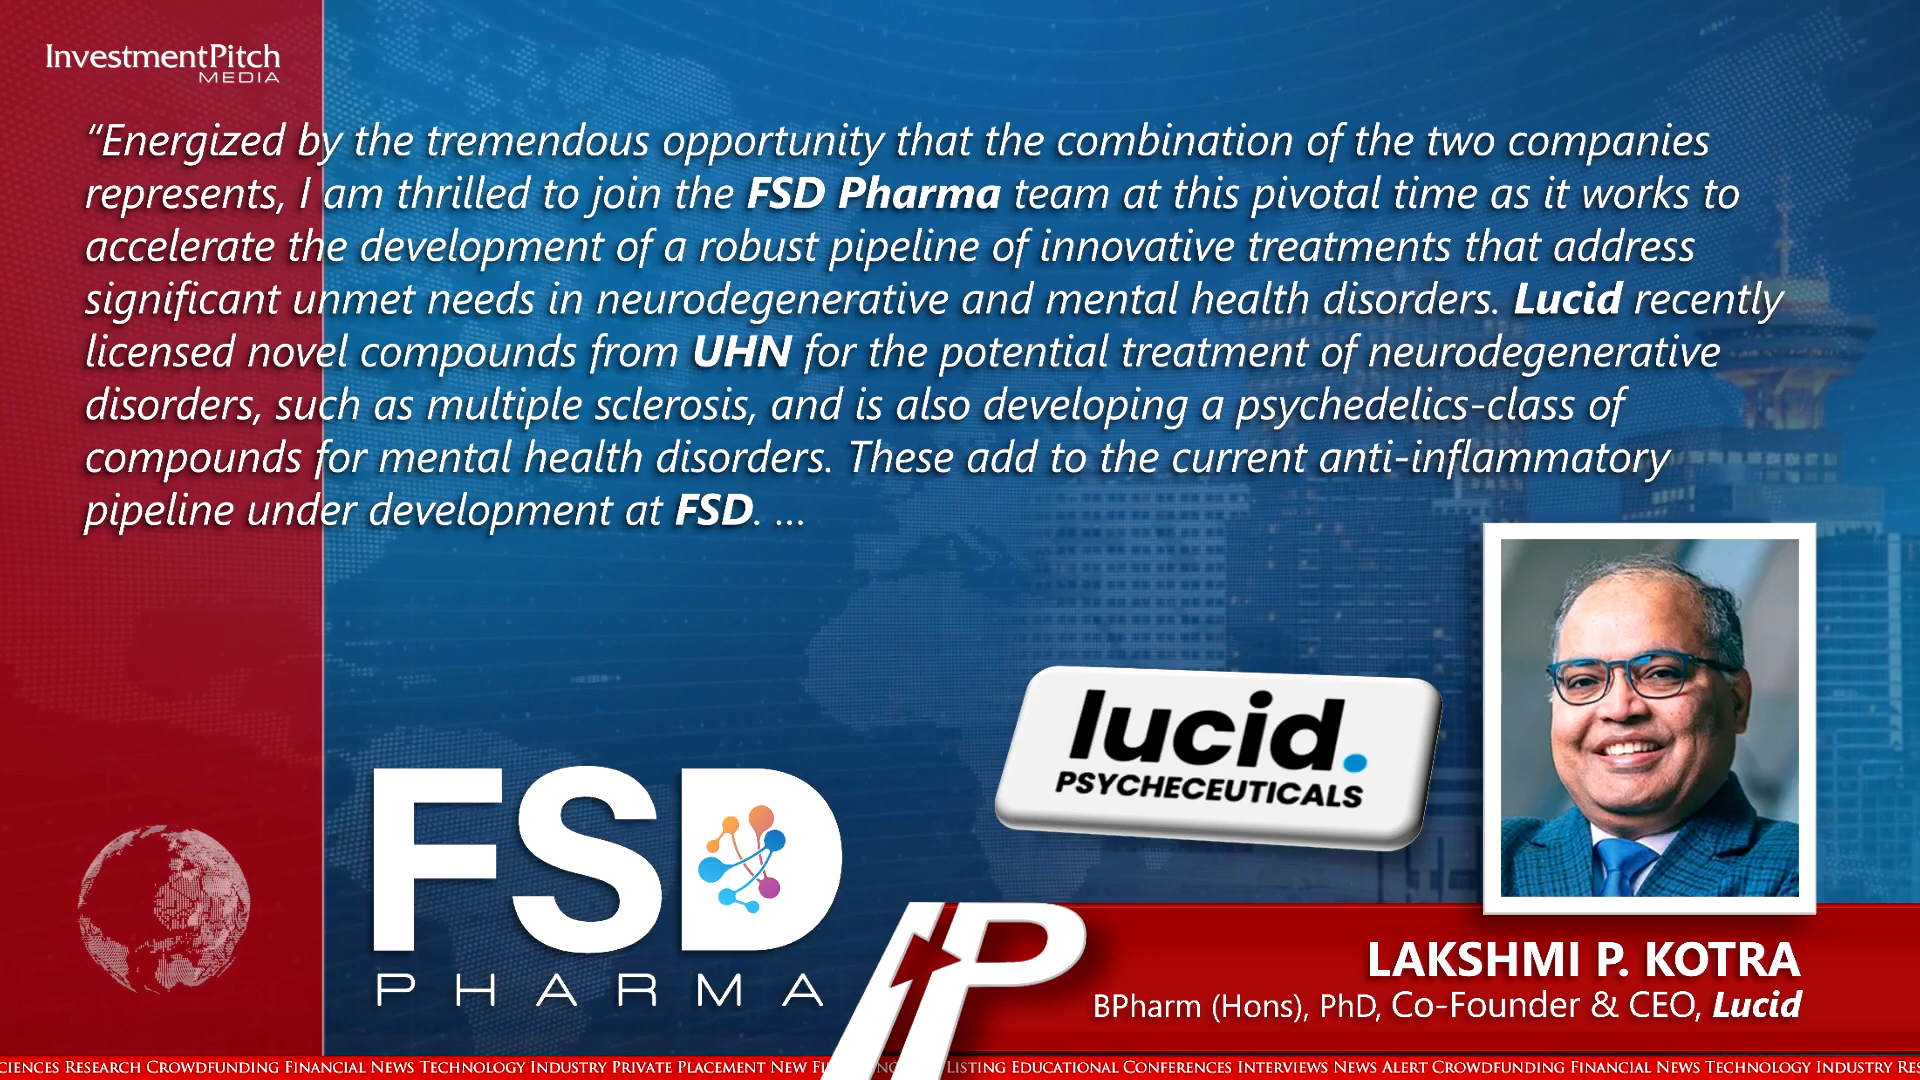 InvestmentPitch
MEDIA
“Energized by the tremendous opportunity that the combination of the two companies
represents, I am thrilled to join the FSD Pharma team at this pivotal time as it works to
accelerate the development of a robust pipeline of innovative treatments that address
significant unmet needs in neurodegenerative and mental health disorders. Lucid recently
licensed novel compounds from UHN for the potential treatment of neurodegenerative
disorders, such as multiple sclerosis, and is also developing a psychedelics-class of
compounds for mental health disorders. These add to the current anti-inflammatory
pipeline under development at FSD. ...
lucid.
PSYCHECEUTICALS
FSD
PHARMA
IP
LAKSHMI P. KOTRA
BPharm (Hons), PhD, Co-Founder & CEO, Lucid
RESEARCH CROWDFUNDING FINANCIAL NEWS TECHNOLOGY INDUSTRY PRIVATE PLACEMENT NEW LISTING EDUCATIONAL CONFERENCES INTERVIEWS NEWS ALERT CROWDFUNDING FINANCIAL NEWS TECHNOLOGY INDUSTRY